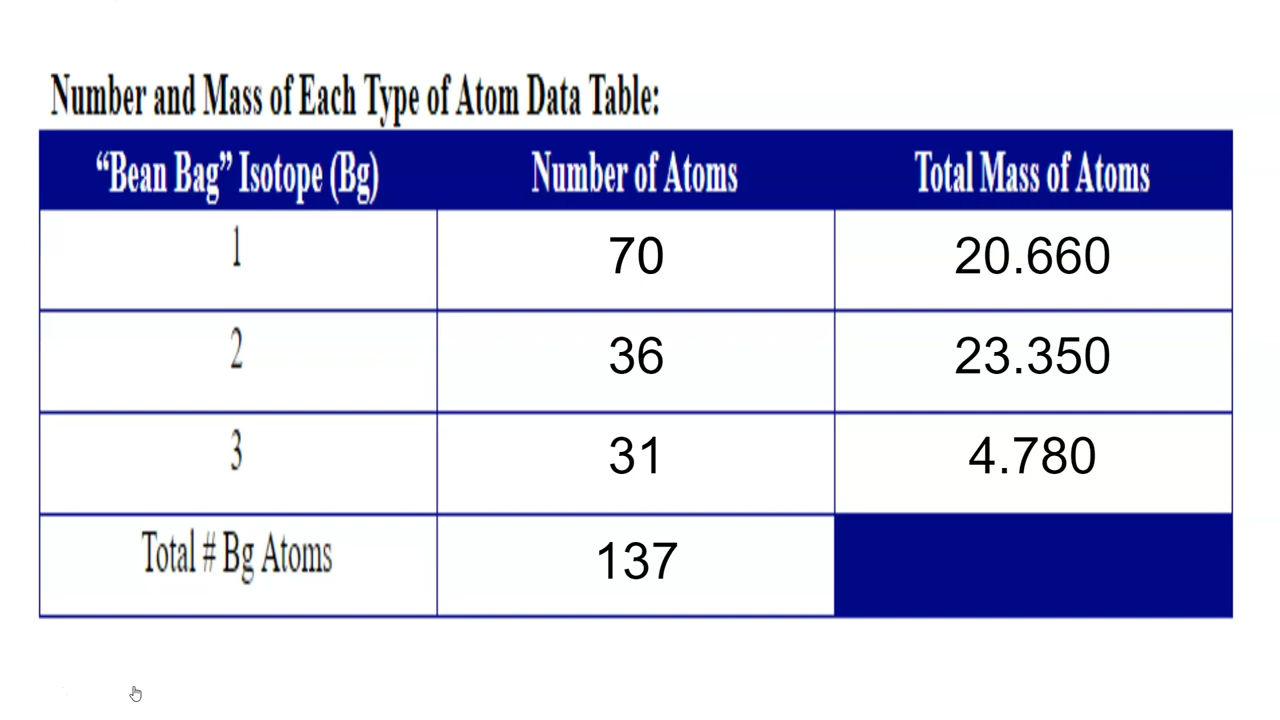 Number and Mass of Each Type of Atom Data Table:
“Bean Bag” Isotope (Bg) Number of Atoms Total Mass of Atoms
1 70 20.660
2 36 23.350
3 31 4.780
Total # Bg Atoms 137